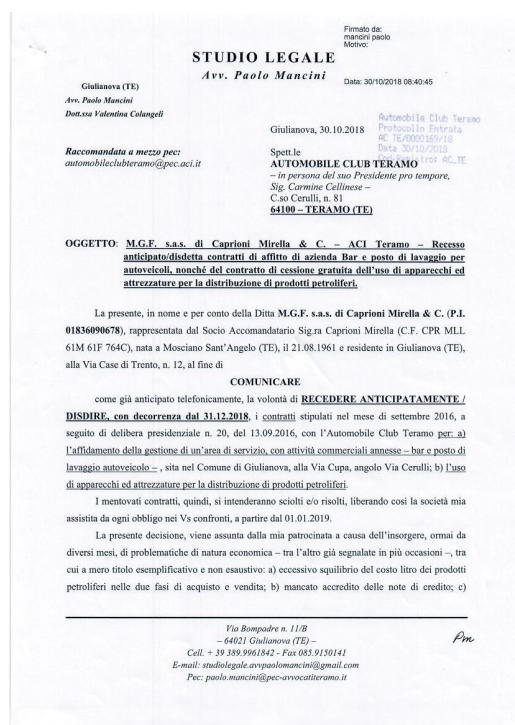 Firmato da:
mancini paolo
Motivo:
STUDIO LEGALE
Avv. Paolo Mancini
Data: 30/10/2018 08:40:45
Giulianova (TE)
Avv. Paolo Mancini
Dott.ssa Valentina Colangeli
Automobile Club Teramo
Giulianova, 30.10.2018
Protocollo Entrata
AC TE/0000169/18
Data 30/10/2018
Raccomandata a mezzo pec:
automobileclubteramo@pec.aci.it
Spett.le
AC_TE
AUTOMOBILE CLUB TERAMO
– in persona del suo Presidente pro tempore,
Sig. Carmine Cellinese –
C.so Cerulli, n. 81
64100 – TERAMO (TE)
OGGETTO: M.G.F. s.a.s. di Caprioni Mirella & C. – ACI Teramo – Recesso
anticipato/disdetta contratti di affitto di azienda Bar e posto di lavaggio per
autoveicoli, nonché del contratto di cessione gratuita dell'uso di apparecchi ed
attrezzature per la distribuzione di prodotti petroliferi.
La presente, in nome e per conto della Ditta M.G.F. s.a.s. di Caprioni Mirella & C. (P.I.
01836090678), rappresentata dal Socio Accomandatario Sig.ra Caprioni Mirella (C.F. CPR MLL
61M 61F 764C), nata a Mosciano Sant'Angelo (TE), il 21.08.1961 e residente in Giulianova (TE),
alla Via Case di Trento, n. 12, al fine di
COMUNICARE
come già anticipato telefonicamente, la volontà di RECEDERE ANTICIPATAMENTE /
DISDIRE, con decorrenza dal 31.12.2018, i contratti stipulati nel mese di settembre 2016, a
seguito di delibera presidenziale n. 20, del 13.09.2016, con l'Automobile Club Teramo per: a)
l'affidamento della gestione di un'area di servizio, con attività commerciali annesse – bar e posto di
lavaggio autoveicolo – , sita nel Comune di Giulianova, alla Via Cupa, angolo Via Cerulli; b) l'uso
di apparecchi ed attrezzature per la distribuzione di prodotti petroliferi.
I mentovati contratti, quindi, si intenderanno sciolti e/o risolti, liberando così la società mia
assistita da ogni obbligo nei Vs confronti, a partire dal 01.01.2019.
La presente decisione, viene assunta dalla mia patrocinata a causa dell'insorgere, ormai da
diversi mesi, di problematiche di natura economica – tra l'altro già segnalate in più occasioni –, tra
cui a mero titolo esemplificativo e non esaustivo: a) eccessivo squilibrio del costo litro dei prodotti
petroliferi nelle due fasi di acquisto e vendita; b) mancato accredito delle note di credito; c)
Via Bompadre n. 11/B
– 64021 Giulianova (TE) –
Cell. + 39 389.9961842 - Fax 085.9150141
E-mail: studiolegale.avvpaolomancini@gmail.com
Pec: paolo.mancini@pec-avvocatiteramo.it
Pm